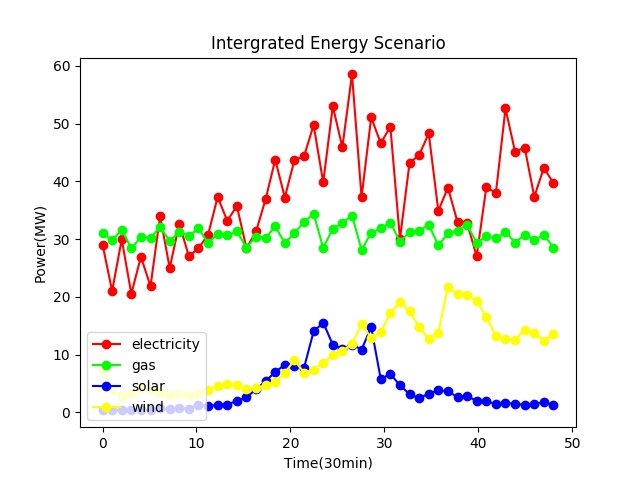 Intergrated Energy Scenario
Power(MW)
60
50
40
30
20
10
0
electricity
gas
solar
wind
0 10 20 30 40 50
Time(30min)